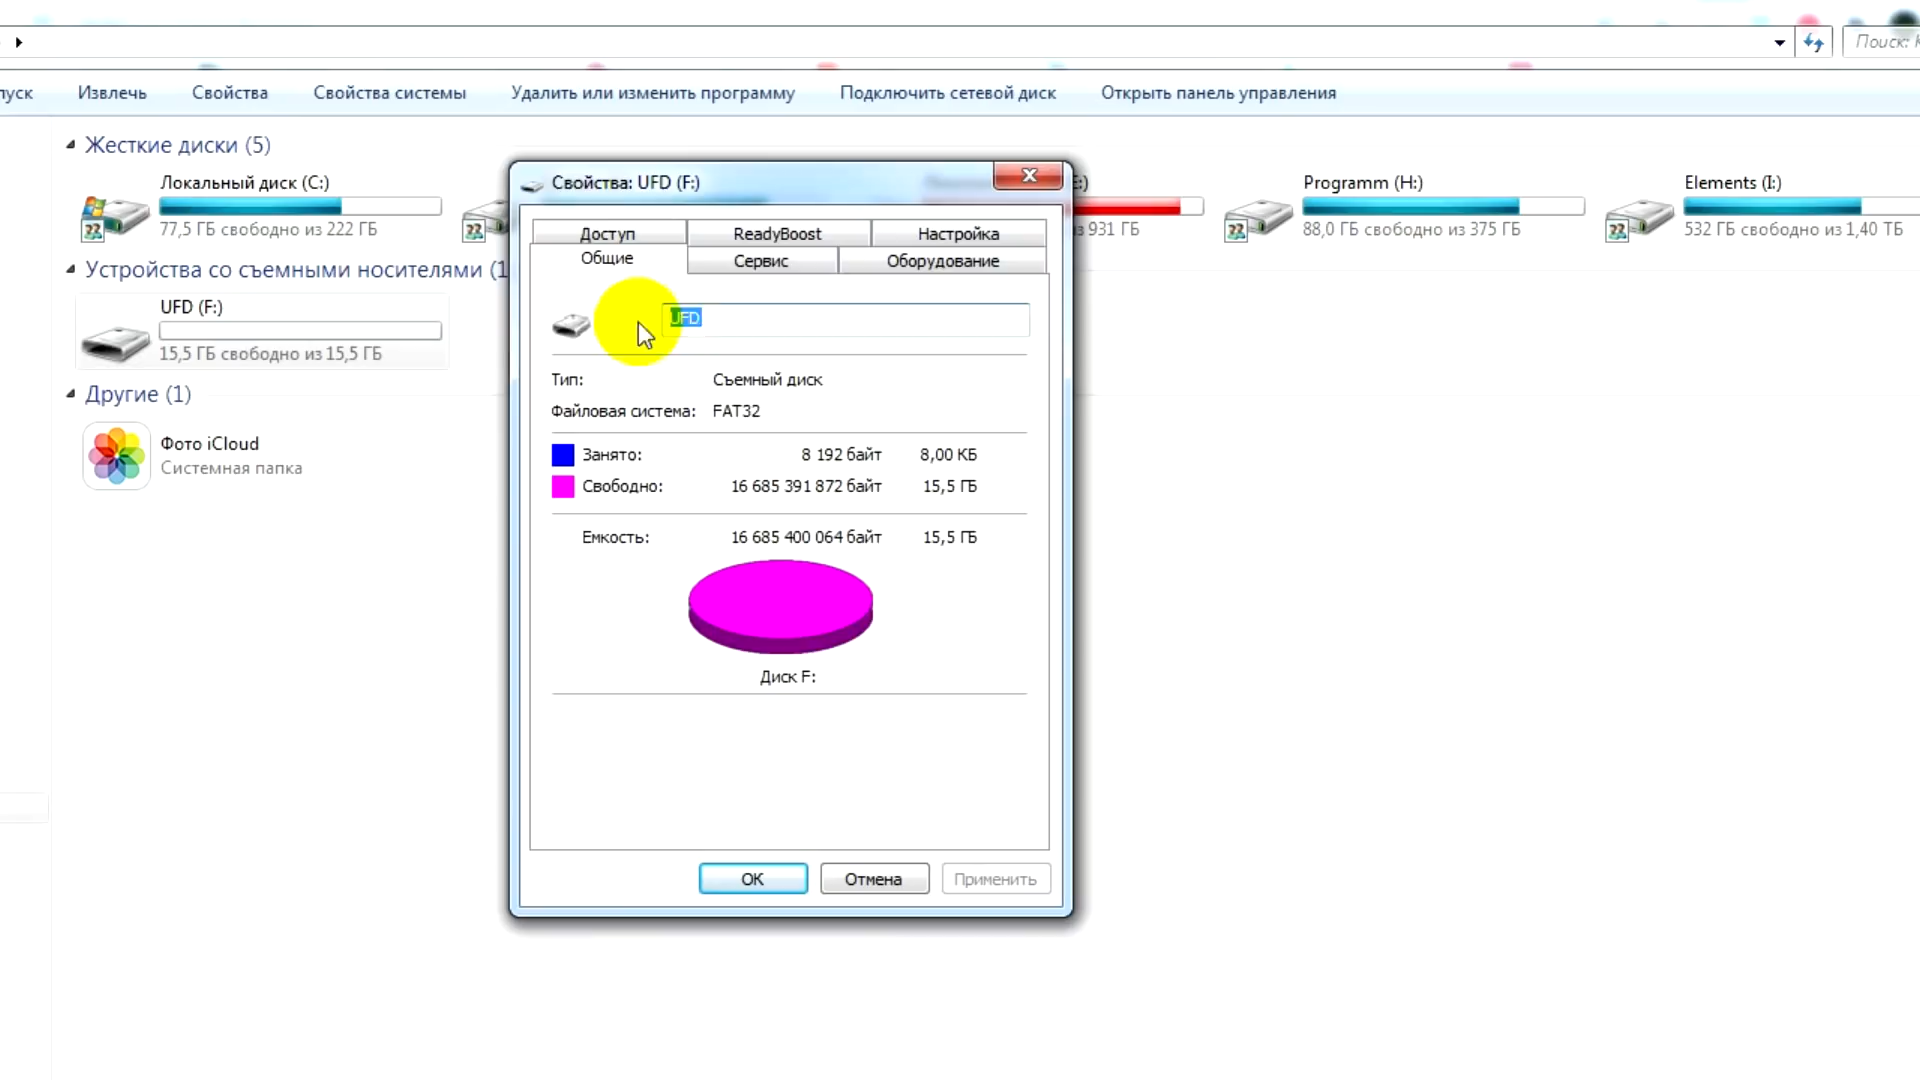 Поиск:
Извлечь Свойства Свойства системы Удалить или изменить программу Подключить сетевой диск Открыть панель управления
Жесткие диски (5)
Локальный диск (C:)
77,5 ГБ свободно из 222 ГБ
931 ГБ
Programm (H:)
88,0 ГБ свободно из 375 ГБ
Elements (I:)
532 ГБ свободно из 1,40 ТБ
Устройства со съемными носителями (1
UFD (F:)
15,5 ГБ свободно из 15,5 ГБ
Другие (1)
Фото iCloud
Системная папка
Свойства: UFD (F:)
Доступ ReadyBoost Настройка
Общие Сервис Оборудование
UFD
Тип: Съемный диск
Файловая система: FAT32
Занято: 8 192 байт 8,00 КБ
Свободно: 16 685 391 872 байт 15,5 ГБ
Емкость: 16 685 400 064 байт 15,5 ГБ
Диск F:
OK Отмена Применить